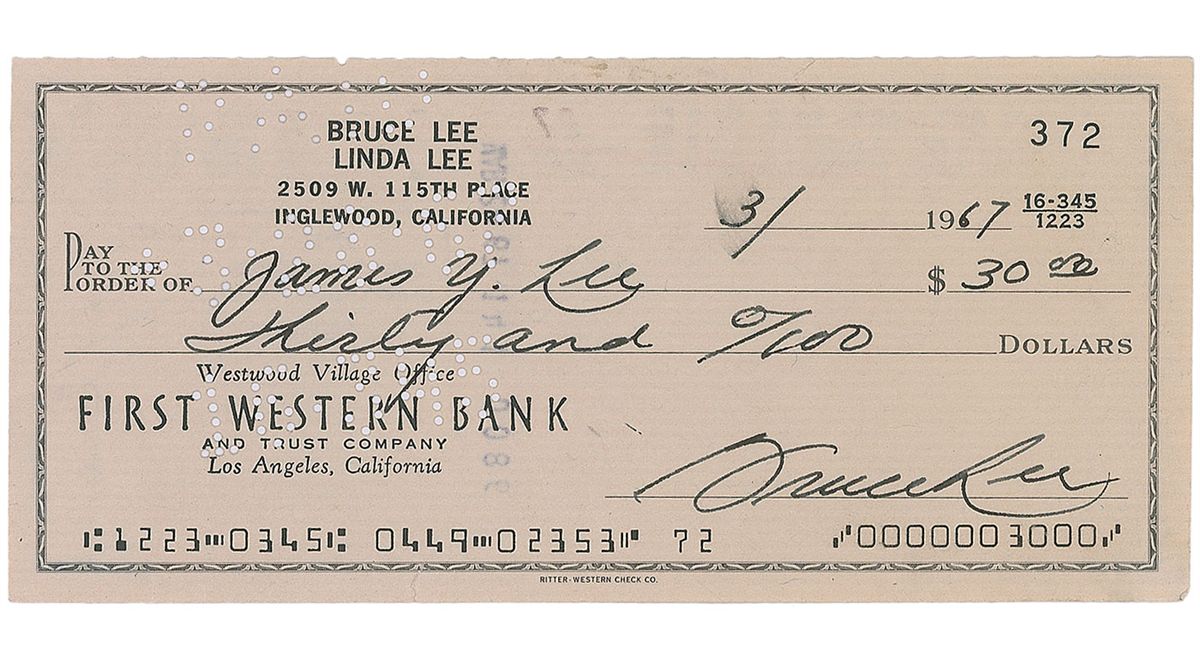 BRUCE LEE
LINDA LEE
372
2509 W. 115TH PLACE
INGLEWOOD, CALIFORNIA
3/ 1967 16-345
1223
PAY
TO THE
ORDER OF James Y. Lee $ 30 00/00
Thirty and 0/100 DOLLARS
Westwood Village Office
FIRST WESTERN BANK
AND TRUST COMPANY
Los Angeles, California
Bruce Lee
⑆1223⑉0345⑆ 0449⑉02353⑈ 72 ⑇0000003000⑇
RITTER-WESTERN CHECK CO.